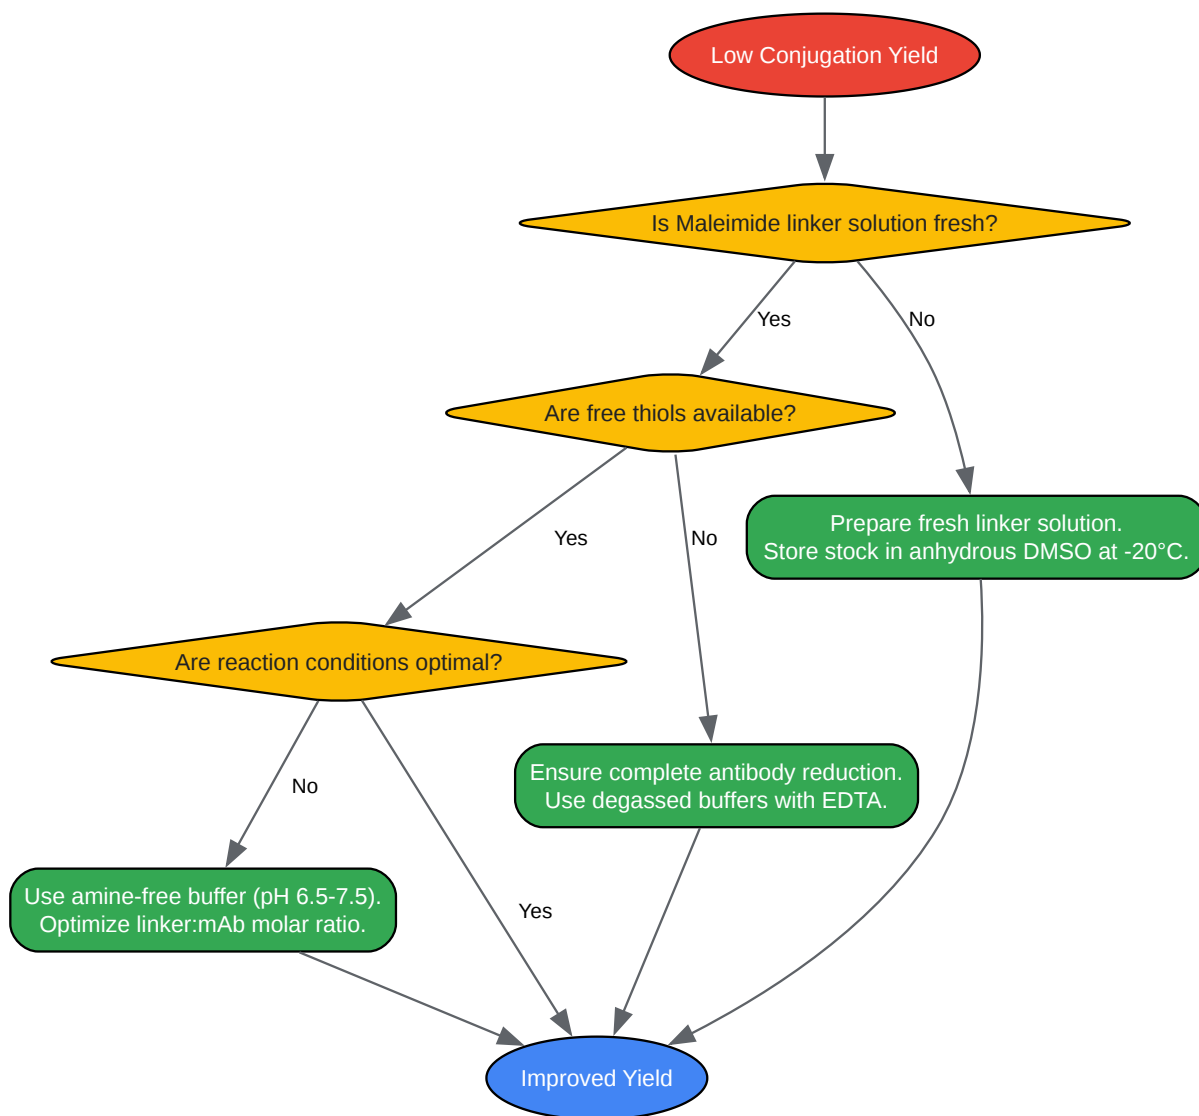 Low Conjugation Yield
Is Maleimide linker solution fresh?
Yes
No
Are free thiols available?
Prepare fresh linker solution.
Store stock in anhydrous DMSO at -20°C.
Yes
No
Are reaction conditions optimal?
Ensure complete antibody reduction.
Use degassed buffers with EDTA.
No
Use amine-free buffer (pH 6.5-7.5).
Optimize linker:mAb molar ratio.
Yes
Improved Yield